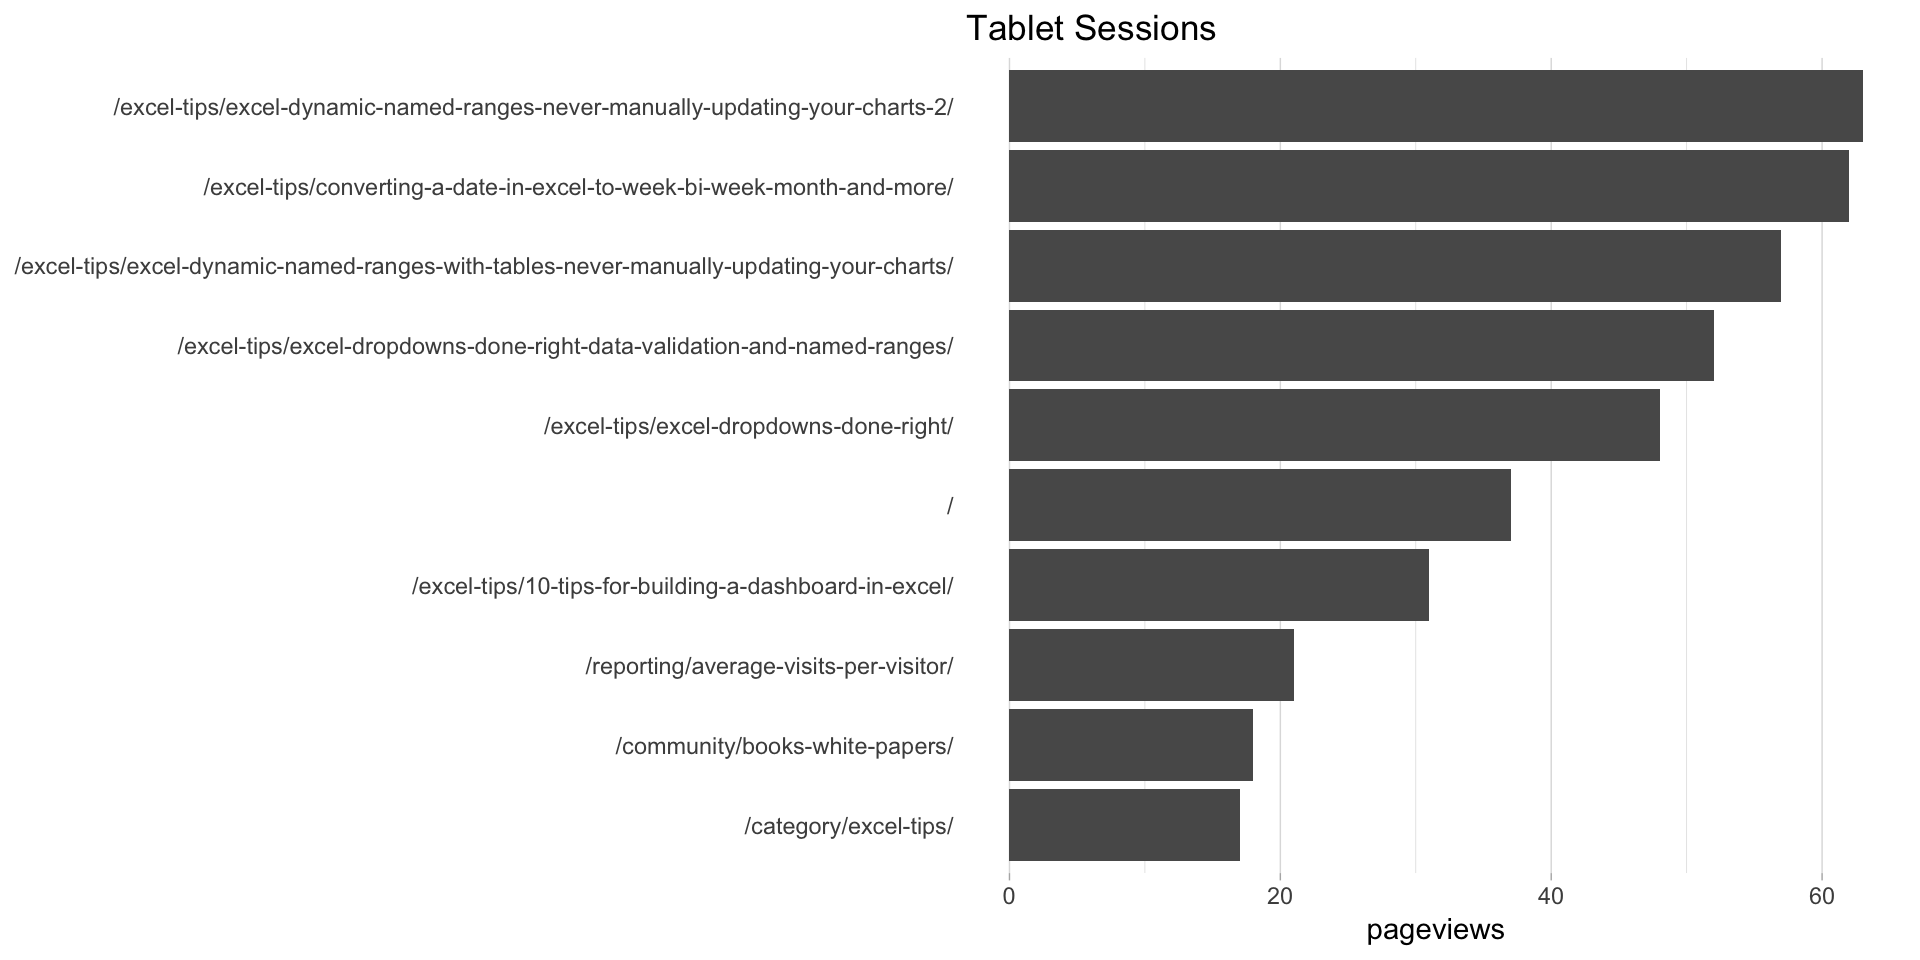 Tablet Sessions
/excel-tips/excel-dynamic-named-ranges-never-manually-updating-your-charts-2/
/excel-tips/converting-a-date-in-excel-to-week-bi-week-month-and-more/
/excel-tips/excel-dynamic-named-ranges-with-tables-never-manually-updating-your-charts/
/excel-tips/excel-dropdowns-done-right-data-validation-and-named-ranges/
/excel-tips/excel-dropdowns-done-right/
/
/excel-tips/10-tips-for-building-a-dashboard-in-excel/
/reporting/average-visits-per-visitor/
/community/books-white-papers/
/category/excel-tips/
0 20 40 60
pageviews